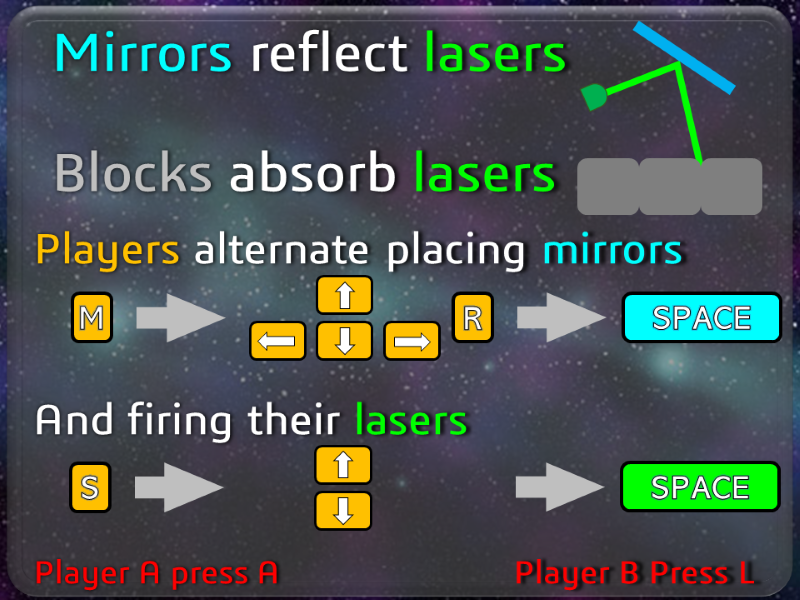 Mirrors reflect lasers
Blocks absorb lasers
Players alternate placing mirrors
M R SPACE
And firing their lasers
S SPACE
Player A press A Player B Press L